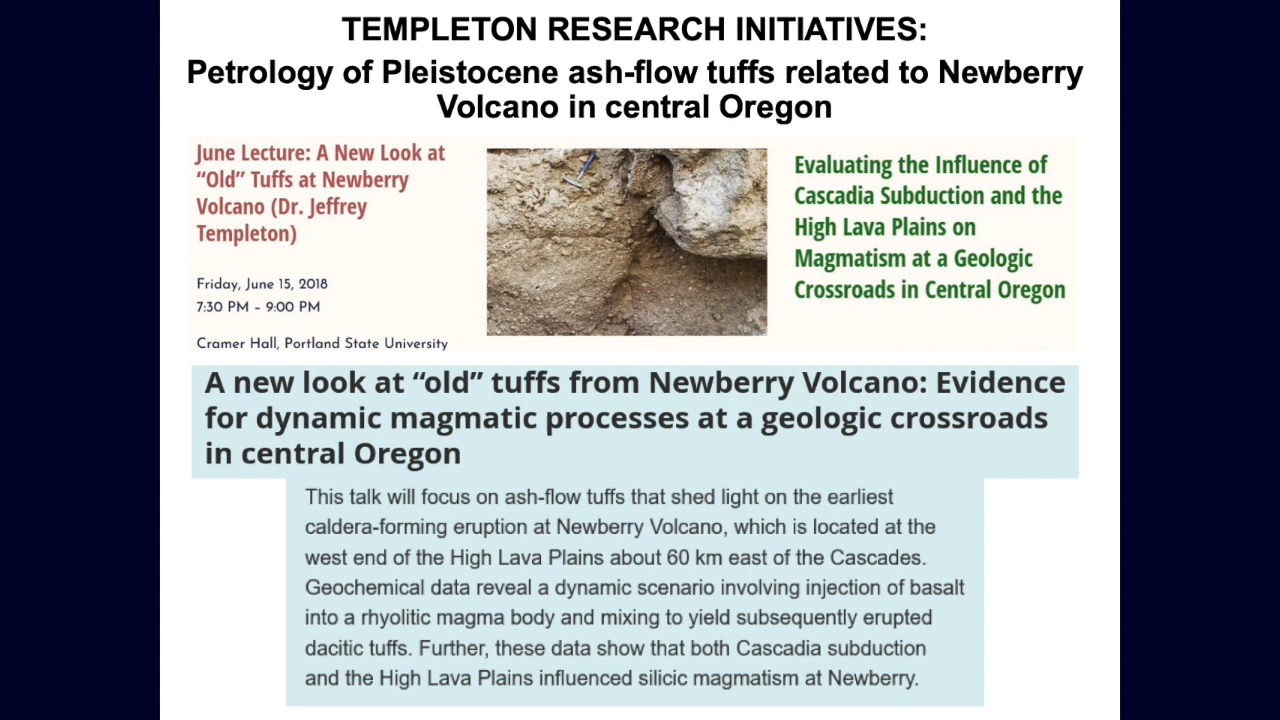 TEMPLETON RESEARCH INITIATIVES:
Petrology of Pleistocene ash-flow tuffs related to Newberry
Volcano in central Oregon
June Lecture: A New Look at
“Old” Tuffs at Newberry
Volcano (Dr. Jeffrey
Templeton)
Friday, June 15, 2018
7:30 PM – 9:00 PM
Cramer Hall, Portland State University
Evaluating the Influence of
Cascadia Subduction and the
High Lava Plains on
Magmatism at a Geologic
Crossroads in Central Oregon
A new look at “old” tuffs from Newberry Volcano: Evidence
for dynamic magmatic processes at a geologic crossroads
in central Oregon
This talk will focus on ash-flow tuffs that shed light on the earliest
caldera-forming eruption at Newberry Volcano, which is located at the
west end of the High Lava Plains about 60 km east of the Cascades.
Geochemical data reveal a dynamic scenario involving injection of basalt
into a rhyolitic magma body and mixing to yield subsequently erupted
dacitic tuffs. Further, these data show that both Cascadia subduction
and the High Lava Plains influenced silicic magmatism at Newberry.